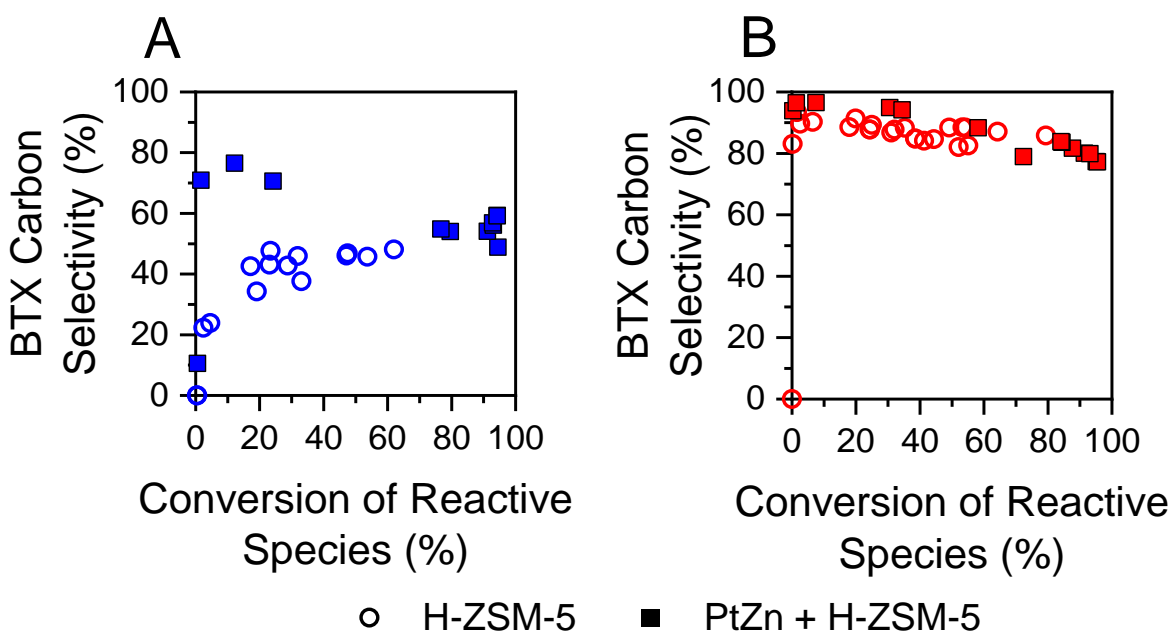 A
BTX Carbon
Selectivity (%)
100
80
60
40
20
0
0 20 40 60 80 100
Conversion of Reactive
Species (%)
B
BTX Carbon
Selectivity (%)
100
80
60
40
20
0
0 20 40 60 80 100
Conversion of Reactive
Species (%)
H-ZSM-5 PtZn + H-ZSM-5